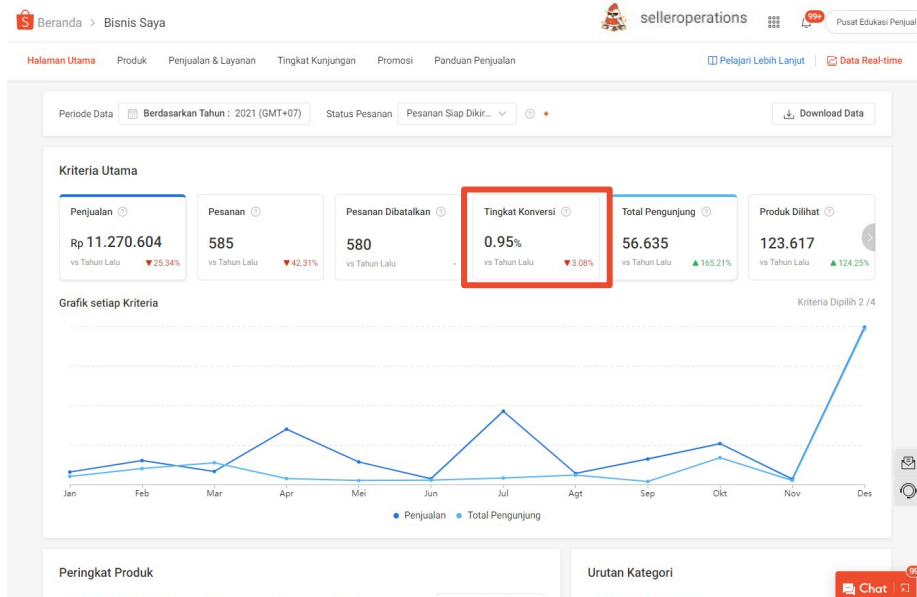 Beranda > Bisnis Saya
selleroperations
99+
Pusat Edukasi Penjual
Halaman Utama Produk Penjualan & Layanan Tingkat Kunjungan Promosi Panduan Penjualan Pelajari Lebih Lanjut Data Real-time
Periode Data Berdasarkan Tahun : 2021 (GMT+07) Status Pesanan Pesanan Siap Dikir... Download Data
Kriteria Utama
Penjualan
Rp 11.270.604
vs Tahun Lalu ▼25.34%
Pesanan
585
vs Tahun Lalu ▼42.31%
Pesanan Dibatalkan
580
vs Tahun Lalu -
Tingkat Konversi
0.95%
vs Tahun Lalu ▼3.08%
Total Pengunjung
56.635
vs Tahun Lalu ▲165.21%
Produk Dilihat
123.617
vs Tahun Lalu ▲124.25%
Grafik setiap Kriteria Kriteria Dipilih 2 /4
Jan Feb Mar Apr Mei Jun Jul Agt Sep Okt Nov Des
Penjualan Total Pengunjung
Peringkat Produk Urutan Kategori
Chat